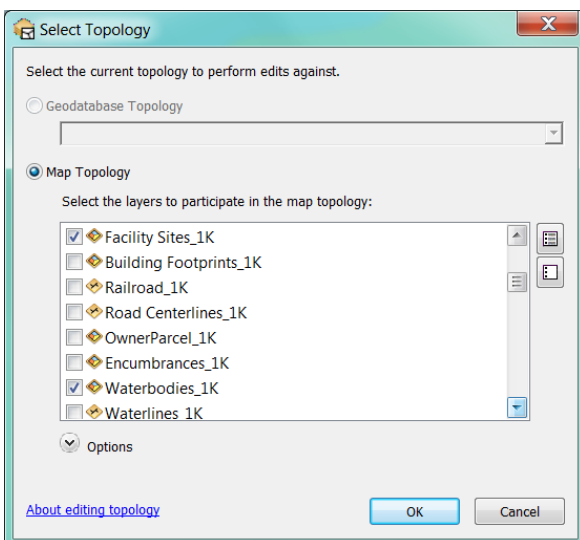 Select Topology
Select the current topology to perform edits against.
Geodatabase Topology
Map Topology
Select the layers to participate in the map topology:
Facility Sites_1K
Building Footprints_1K
Railroad_1K
Road Centerlines_1K
OwnerParcel_1K
Encumbrances_1K
Waterbodies_1K
Waterlines_1K
Options
About editing topology
OK
Cancel